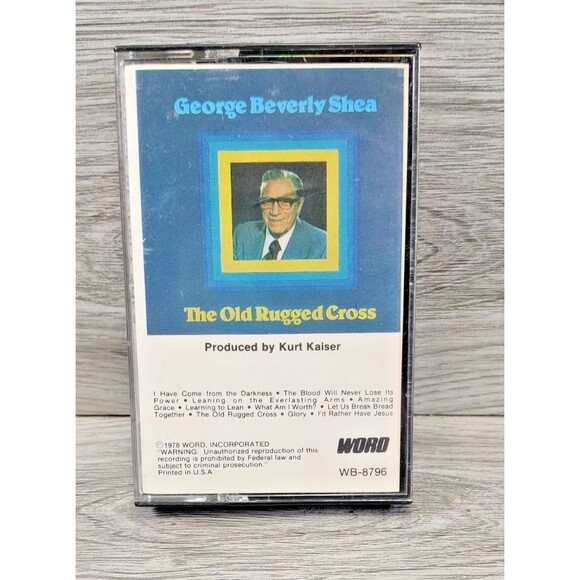 George Beverly Shea
The Old Rugged Cross
Produced by Kurt Kaiser
I Have Come from the Darkness • The Blood Will Never Lose Its
Power • Leaning on the Everlasting Arms • Amazing
Grace • Learning to Lean • What Am I Worth? • Let Us Break Bread
Together • The Old Rugged Cross • Glory • I'd Rather Have Jesus
℗1978 WORD, INCORPORATED
"WARNING: Unauthorized reproduction of this
recording is prohibited by Federal law and
subject to criminal prosecution."
Printed in U.S.A.
WORD
WB-8796